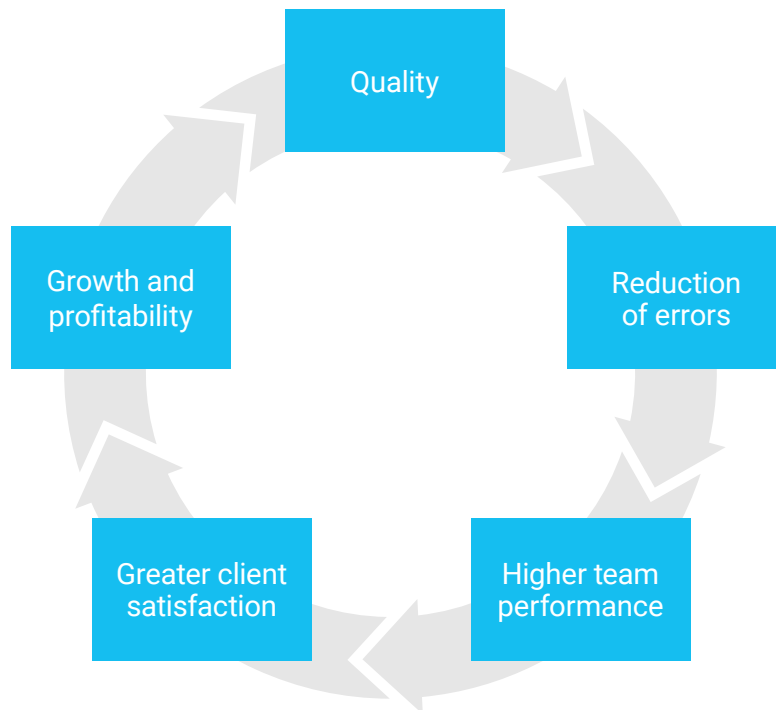 Quality
Reduction
of errors
Higher team
performance
Greater client
satisfaction
Growth and
profitability